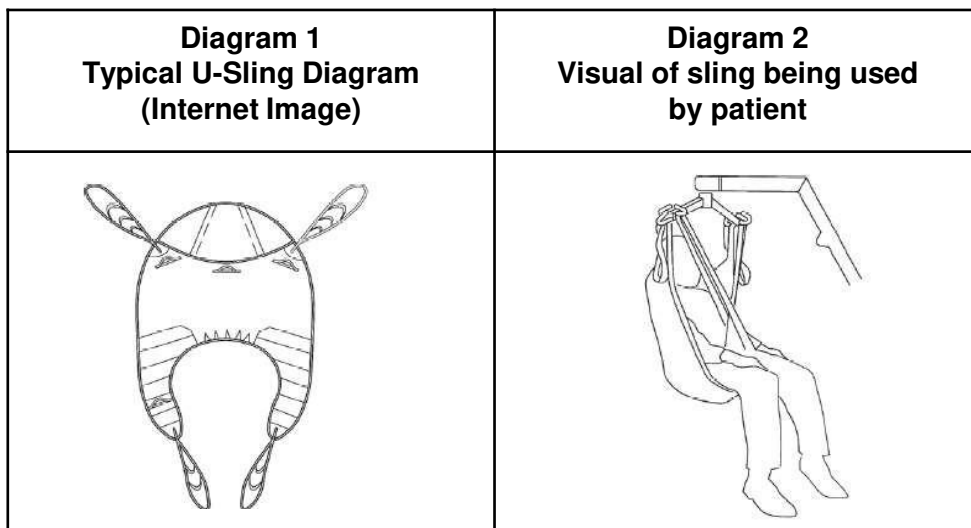 Diagram 1
Typical U-Sling Diagram
(Internet Image)
Diagram 2
Visual of sling being used
by patient